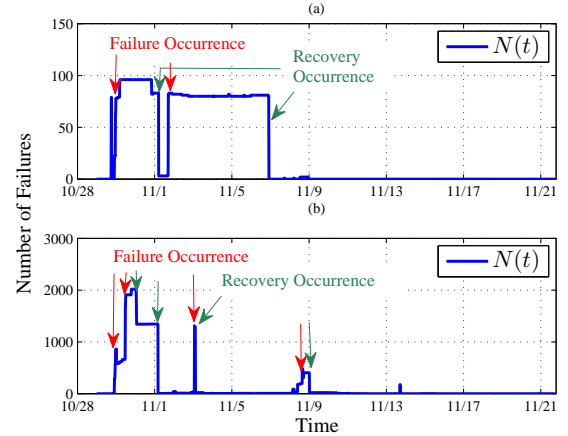 (a)
150
100
50
0
Number of Failures
Failure Occurrence
Recovery
Occurrence
N(t)
10/28 11/1 11/5 11/9 11/13 11/17 11/21
(b)
3000
2000
1000
0
Failure Occurrence
Recovery Occurrence
N(t)
10/28 11/1 11/5 11/9 11/13 11/17 11/21
Time